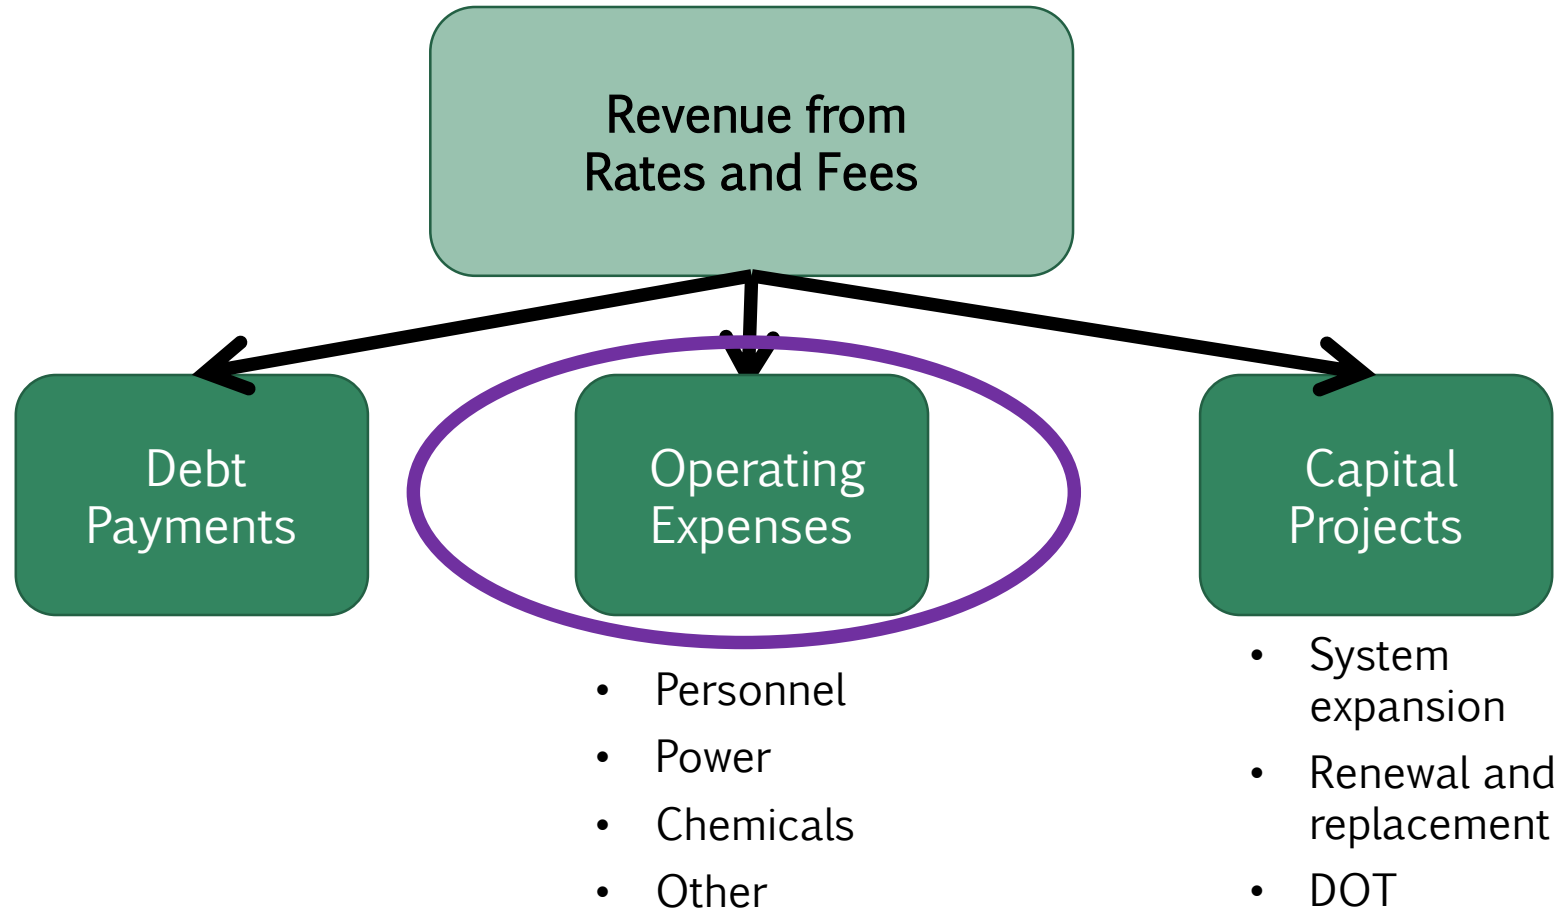 Revenue from
Rates and Fees
Debt
Payments
Operating
Expenses
• Personnel
• Power
• Chemicals
• Other
Capital
Projects
• System
expansion
• Renewal and
replacement
• DOT